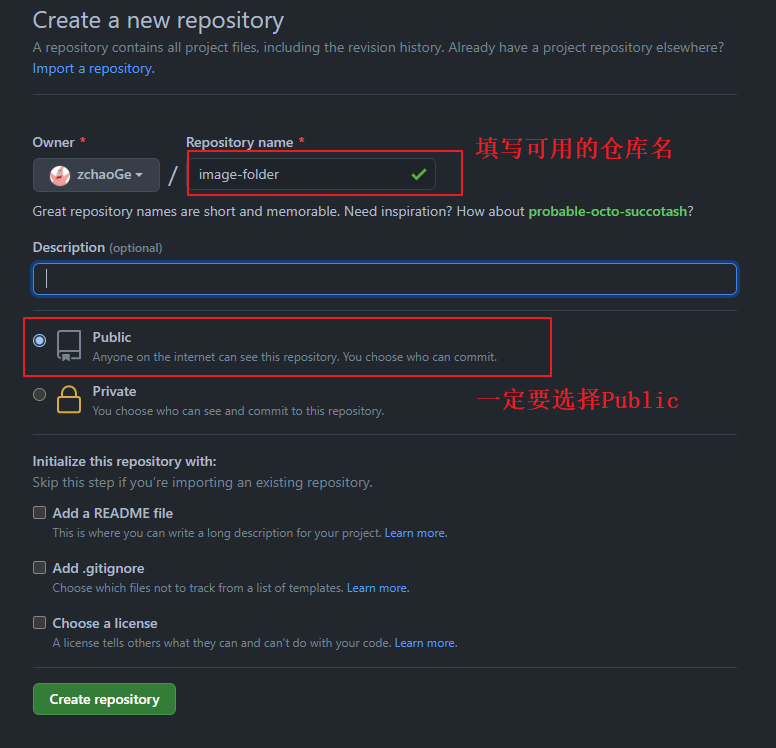 Create a new repository
A repository contains all project files, including the revision history. Already have a project repository elsewhere?
Import a repository.
Owner *
Repository name *
填写可用的仓库名
zchaoGe
/
image-folder
Great repository names are short and memorable. Need inspiration? How about probable-octo-succotash?
Description (optional)
Public
Anyone on the internet can see this repository. You choose who can commit.
Private
一定要选择Public
You choose who can see and commit to this repository.
Initialize this repository with:
Skip this step if you're importing an existing repository.
Add a README file
This is where you can write a long description for your project. Learn more.
Add .gitignore
Choose which files not to track from a list of templates. Learn more.
Choose a license
A license tells others what they can and can't do with your code. Learn more.
Create repository